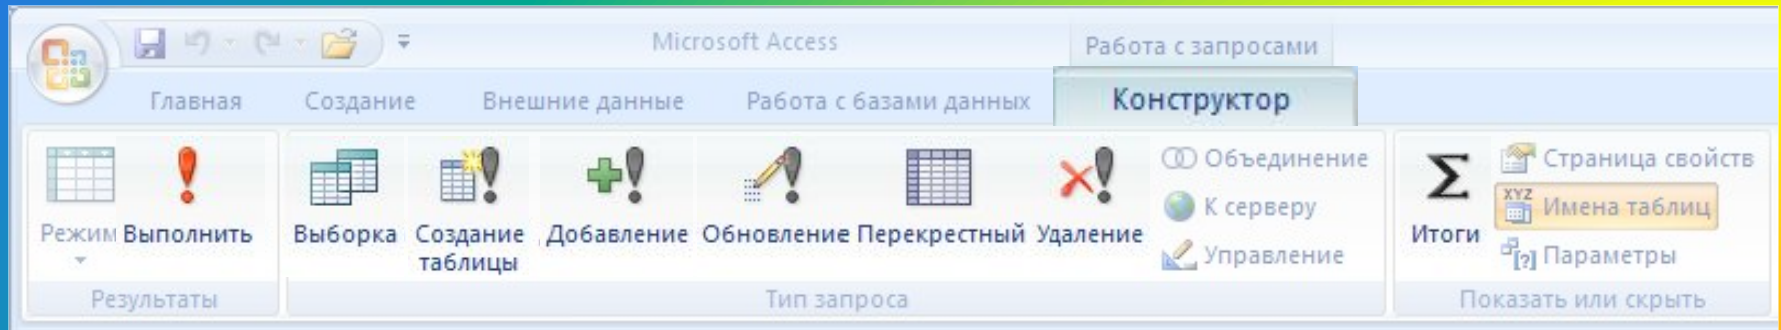 Microsoft Access
Работа с запросами
Главная Создание Внешние данные Работа с базами данных Конструктор
Режим Выполнить Выборка Создание таблицы Добавление Обновление Перекрестный Удаление
Объединение
К серверу
Управление
Итоги
Страница свойств
XYZ Имена таблиц
[?] Параметры
Результаты Тип запроса Показать или скрыть